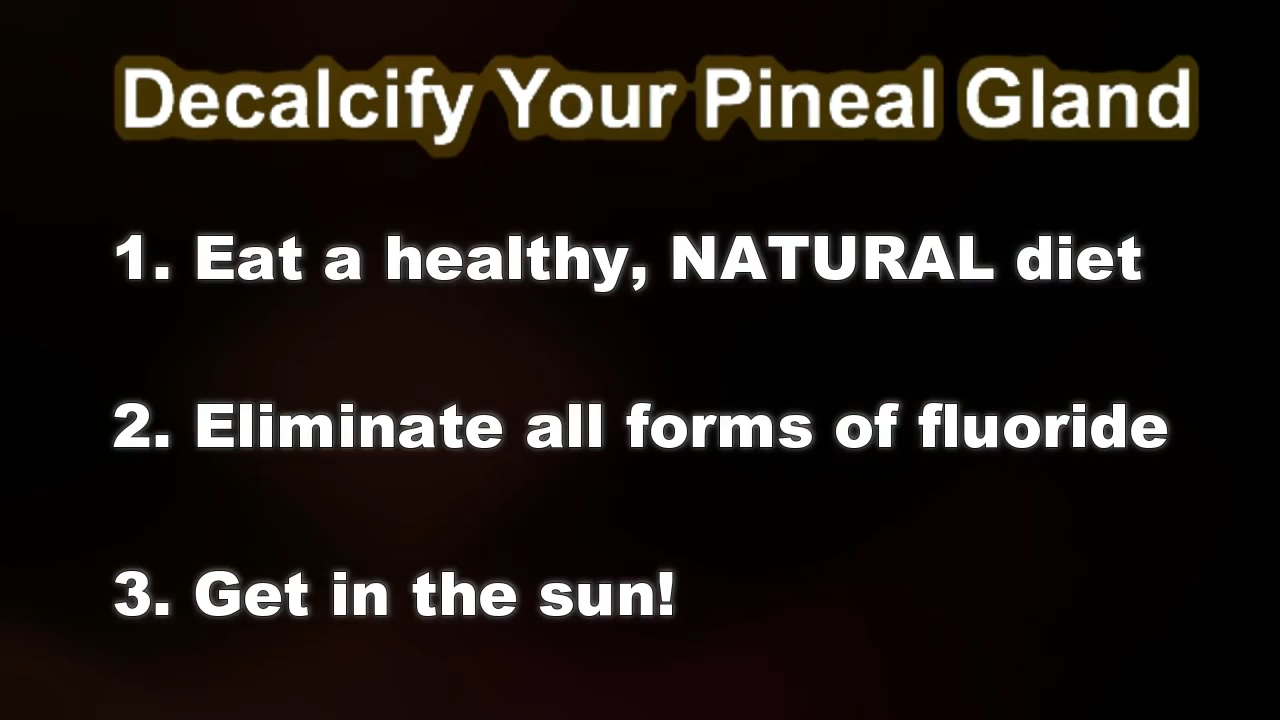 Decalcify Your Pineal Gland
1. Eat a healthy, NATURAL diet
2. Eliminate all forms of fluoride
3. Get in the sun!